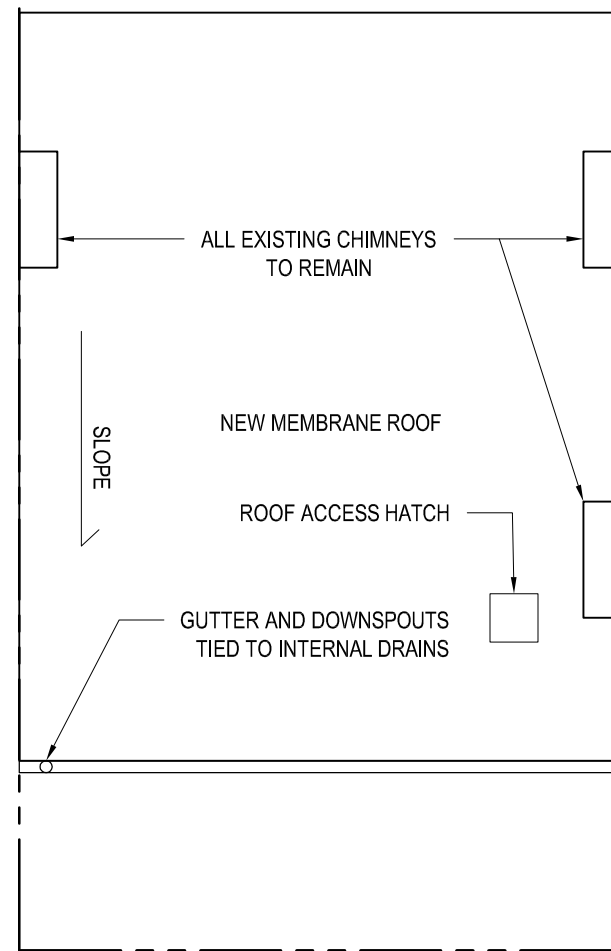 ALL EXISTING CHIMNEYS
TO REMAIN
NEW MEMBRANE ROOF
SLOPE
ROOF ACCESS HATCH
GUTTER AND DOWNSPOUTS
TIED TO INTERNAL DRAINS